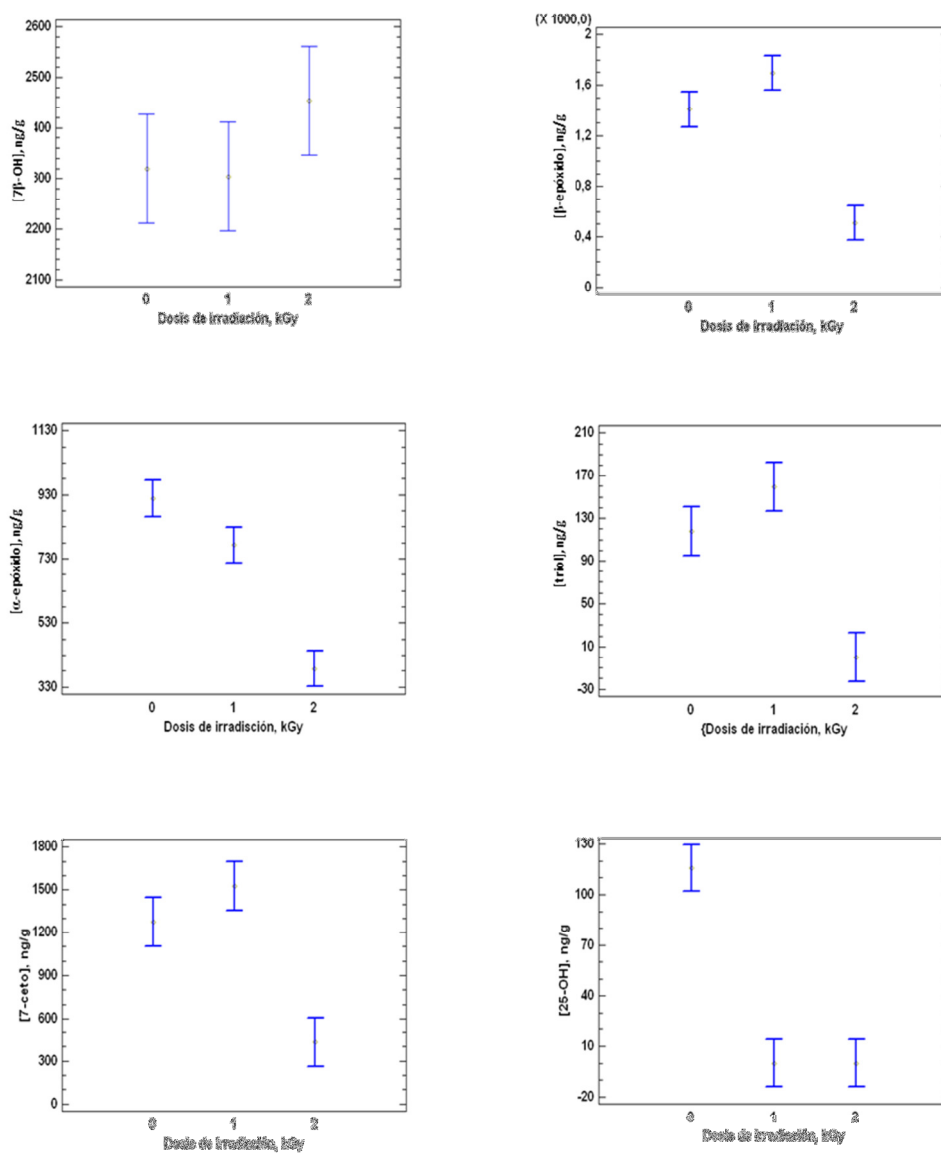 2600
2500
400
300
2200
2100
[7β-OH], ng/g
0 1 2
Dosis de irradiación, kGy
(X 1000,0)
2
1,6
1,2
0,8
0,4
0
[β-epóxido], ng/g
0 1 2
Dosis de irradiación, kGy
1130
930
730
530
330
[α-epóxido], ng/g
0 1 2
Dosis de irradisción, kGy
210
170
130
90
50
10
-30
[triol], ng/g
0 1 2
{Dosis de irradiación, kGy
1800
1500
1200
900
600
300
0
[7-ceto], ng/g
0 1 2
Dosis de irradiación, kGy
130
100
70
40
10
-20
[25-OH], ng/g
0 1 2
Dosis de irradiación, kGy